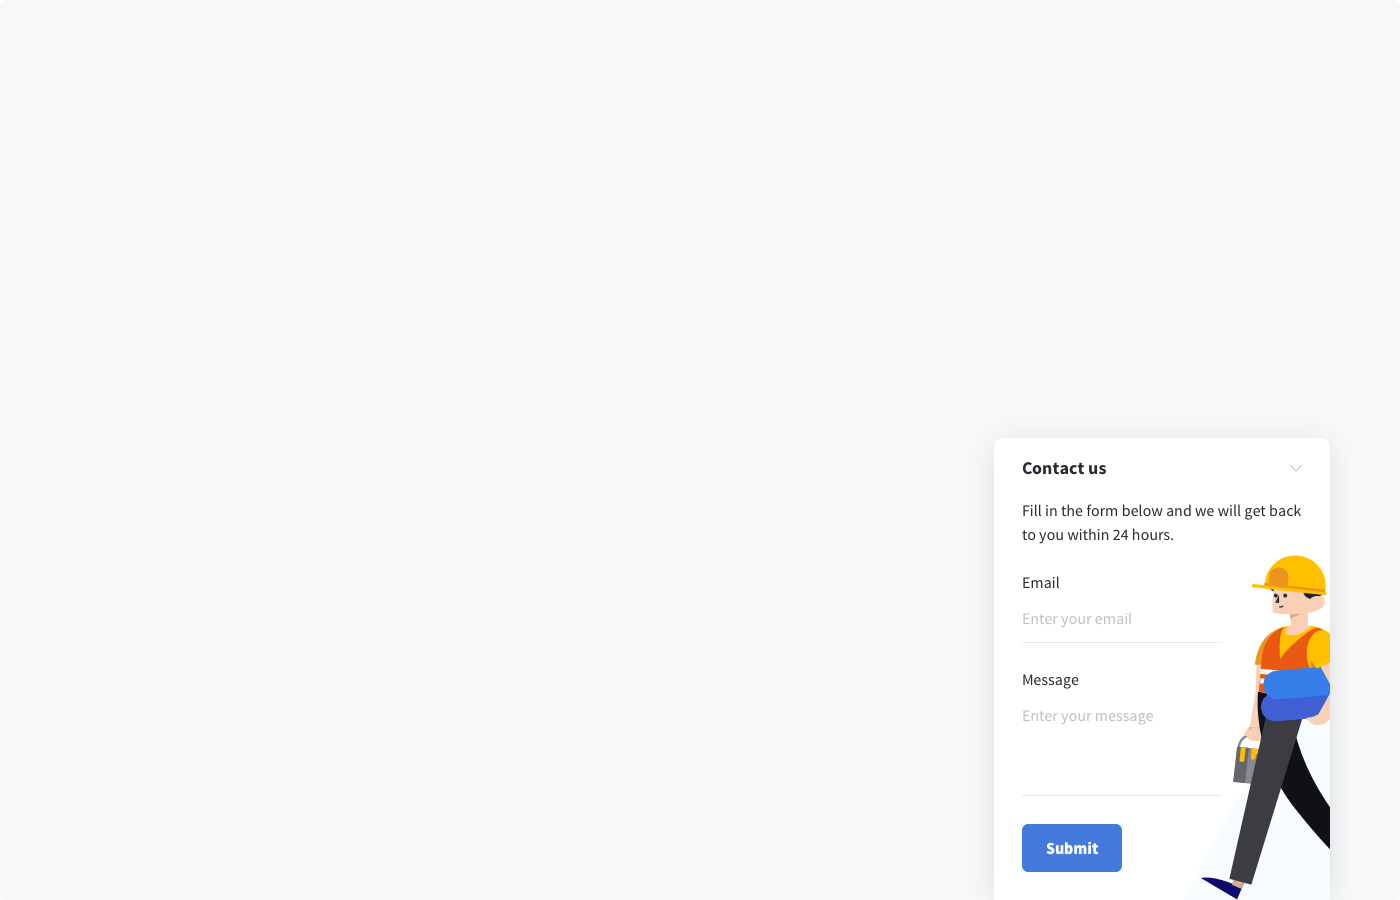 Contact us
Fill in the form below and we will get back
to you within 24 hours.
Email
Enter your email
Message
Enter your message
Submit